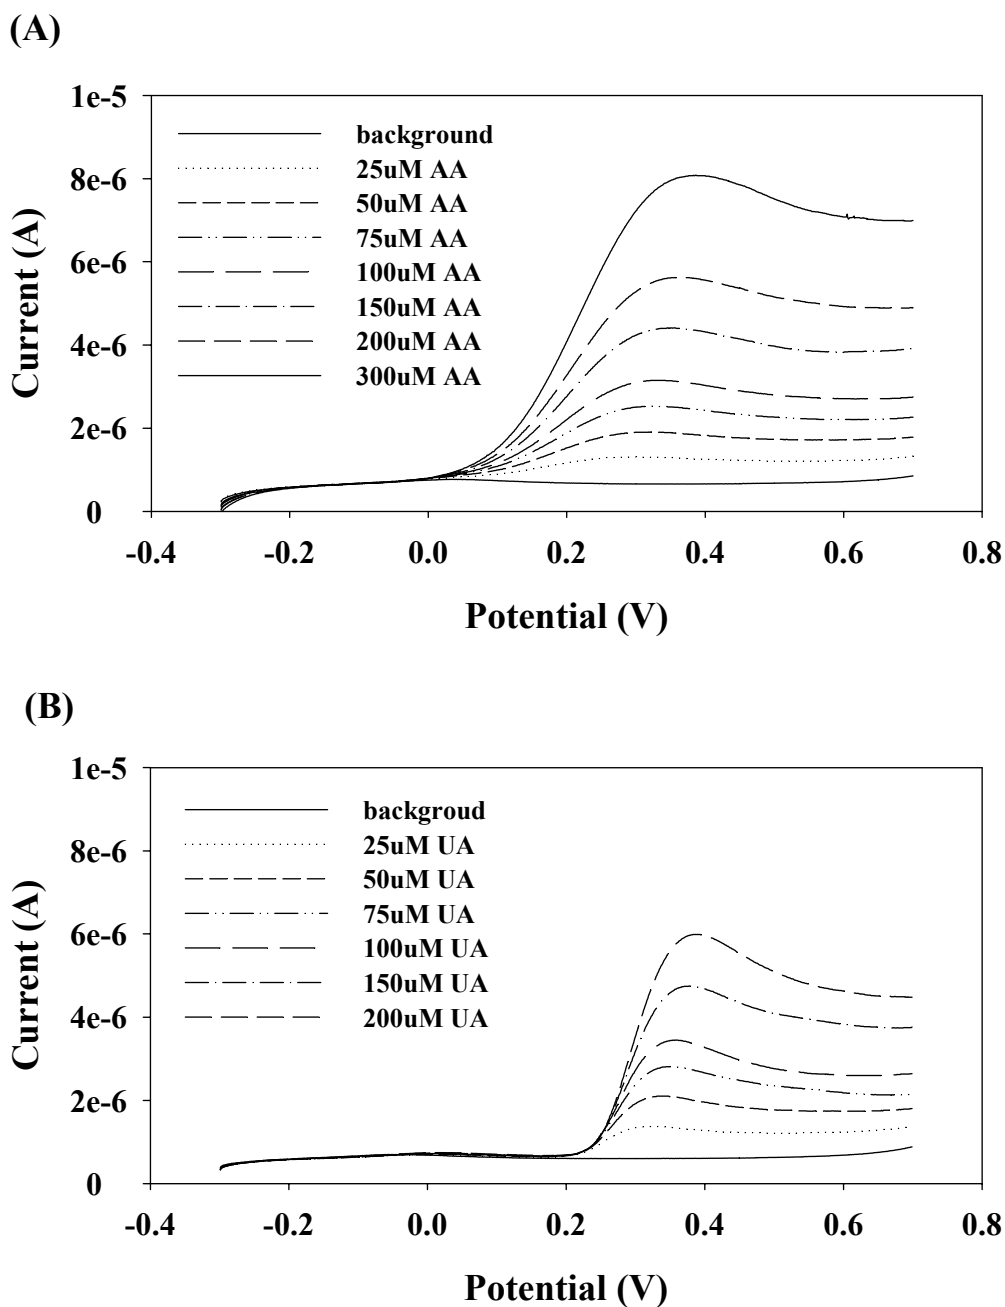 (A)
1e-5
8e-6
6e-6
4e-6
2e-6
0
Current (A)
background
25uM AA
50uM AA
75uM AA
100uM AA
150uM AA
200uM AA
300uM AA
-0.4 -0.2 0.0 0.2 0.4 0.6 0.8
Potential (V)
(B)
1e-5
8e-6
6e-6
4e-6
2e-6
0
Current (A)
backgroud
25uM UA
50uM UA
75uM UA
100uM UA
150uM UA
200uM UA
-0.4 -0.2 0.0 0.2 0.4 0.6 0.8
Potential (V)